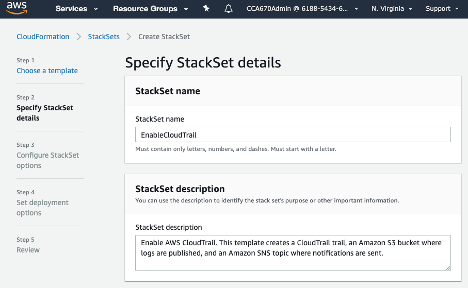 aws
Services Resource Groups CCA670Admin @ 6188-5434-6... N. Virginia Support
CloudFormation > StackSets > Create StackSet
Step 1
Choose a template
Step 2
Specify StackSet
details
Step 3
Configure StackSet
options
Step 4
Set deployment
options
Step 5
Review
Specify StackSet details
StackSet name
StackSet name
EnableCloudTrail
Must contain only letters, numbers, and dashes. Must start with a letter.
StackSet description
You can use the description to identify the stack set's purpose or other important information.
StackSet description
Enable AWS CloudTrail. This template creates a CloudTrail trail, an Amazon S3 bucket where
logs are published, and an Amazon SNS topic where notifications are sent.